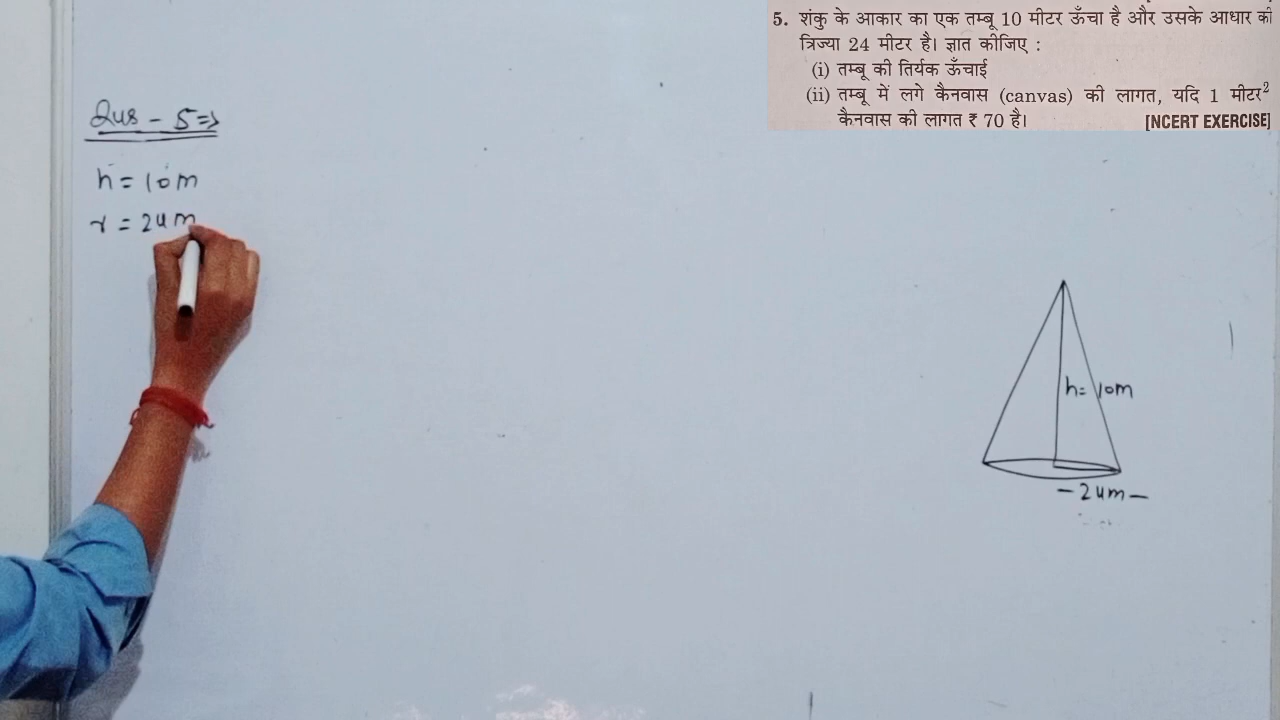 5. शंकु के आकार का एक तम्बू 10 मीटर ऊँचा है और उसके आधार की
त्रिज्या 24 मीटर है। ज्ञात कीजिए :
(i) तम्बू की तिर्यक ऊँचाई
(ii) तम्बू में लगे कैनवास (canvas) की लागत, यदि 1 मीटर²
कैनवास की लागत ₹ 70 है।
[NCERT EXERCISE]
Qus - 5 =>
h = 10m
r = 24m
h = 10m
- 24m -